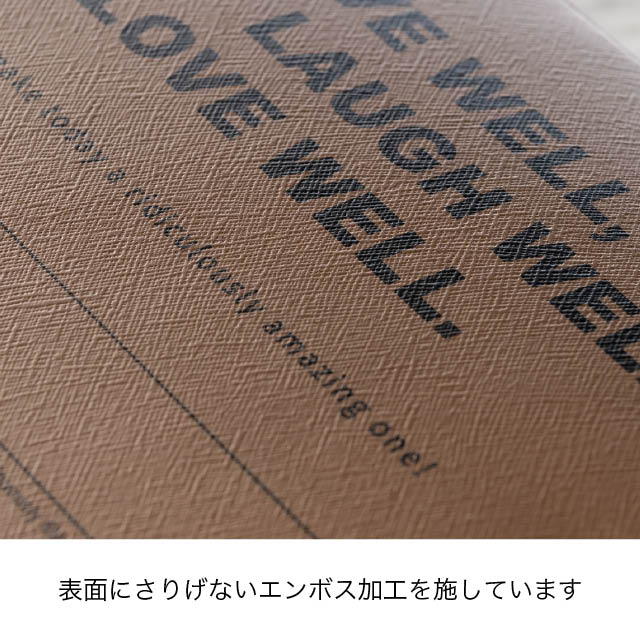 VE WELL,
LAUGH WELL
LOVE WELL.
make today a ridiculously amazing one!
表面にさりげないエンボス加工を施しています